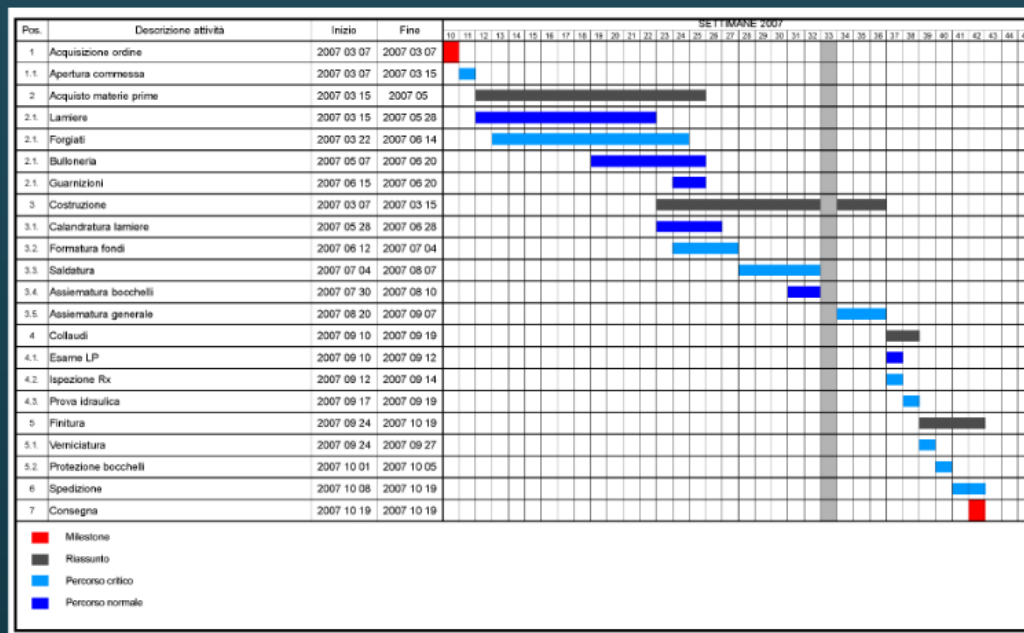 SETTIMANE 2007
Pos. Descrizione attività Inizio Fine 10 11 12 13 14 15 16 17 18 19 20 21 22 23 24 25 26 27 28 29 30 31 32 33 34 35 36 37 38 39 40 41 42 43 44
1 Acquisizione ordine 2007 03 07 2007 03 07
1.1. Apertura commessa 2007 03 07 2007 03 15
2 Acquisto materie prime 2007 03 15 2007 05
2.1. Lamiere 2007 03 15 2007 05 28
2.1. Forgiati 2007 03 22 2007 06 14
2.1. Bulloneria 2007 05 07 2007 06 20
2.1. Guarnizioni 2007 06 15 2007 06 20
3 Costruzione 2007 03 07 2007 03 15
3.1. Calandratura lamiere 2007 05 28 2007 06 28
3.2. Formatura fondi 2007 06 12 2007 07 04
3.3. Saldatura 2007 07 04 2007 08 07
3.4. Assiematura bocchelli 2007 07 30 2007 08 10
3.5. Assiematura generale 2007 08 20 2007 09 07
4 Collaudi 2007 09 10 2007 09 19
4.1. Esame LP 2007 09 10 2007 09 12
4.2. Ispezione Rx 2007 09 12 2007 09 14
4.3. Prova idraulica 2007 09 17 2007 09 19
5 Finitura 2007 09 24 2007 10 19
5.1. Verniciatura 2007 09 24 2007 09 27
5.2. Protezione bocchelli 2007 10 01 2007 10 05
6 Spedizione 2007 10 08 2007 10 19
7 Consegna 2007 10 19 2007 10 19
Milestone
Riassunto
Percorso critico
Percorso normale